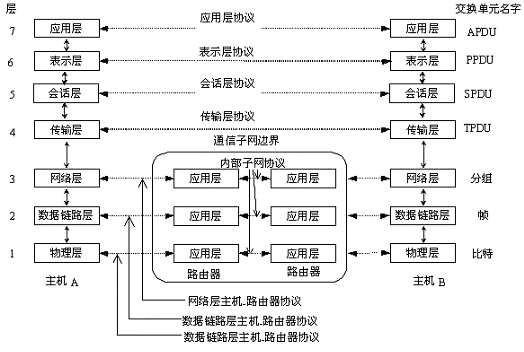 层 交换单元名字
7 应用层 应用层协议 应用层 APDU
6 表示层 表示层协议 表示层 PPDU
5 会话层 会话层协议 会话层 SPDU
4 传输层 传输层协议 传输层 TPDU
通信子网边界
内部子网协议
3 网络层 应用层 应用层 网络层 分组
2 数据链路层 应用层 应用层 数据链路层 帧
1 物理层 应用层 应用层 物理层 比特
主机A 路由器 路由器 主机B
网络层主机-路由器协议
数据链路层主机-路由器协议
数据链路层主机-路由器协议